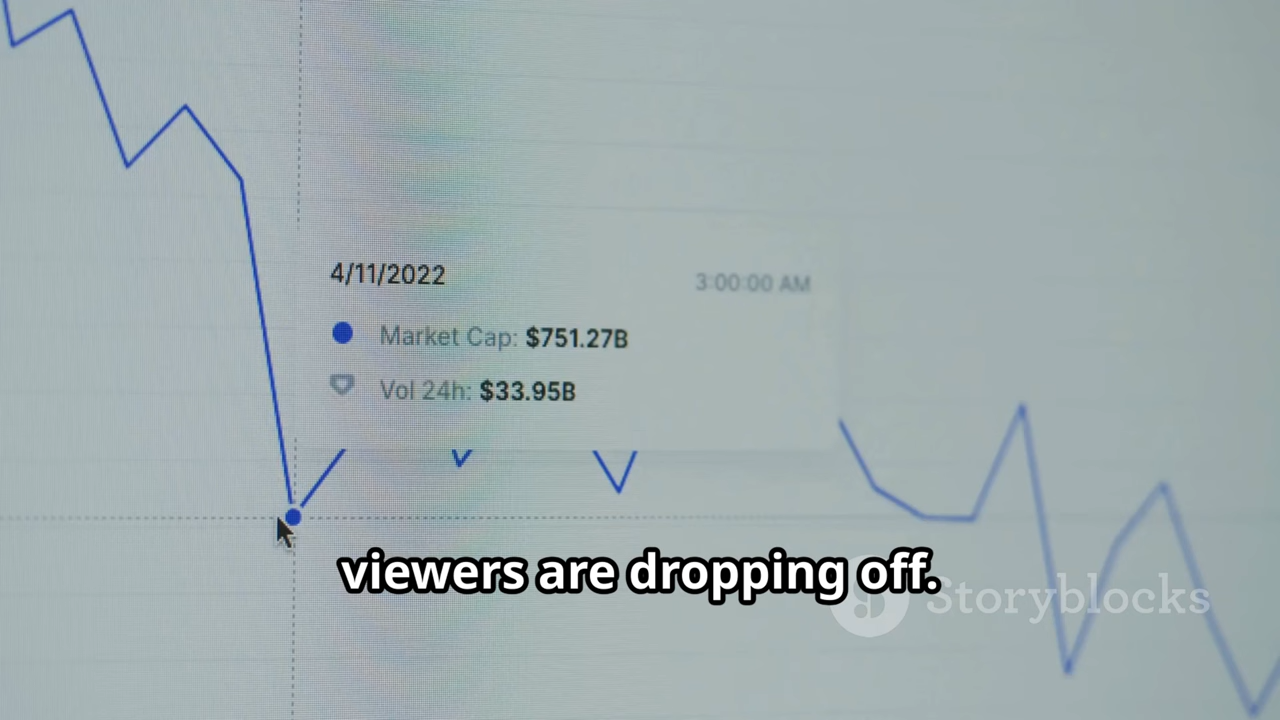 4/11/2022
3:00:00 AM
Market Cap: $751.27B
Vol 24h: $33.95B
viewers are dropping off.
Storyblocks